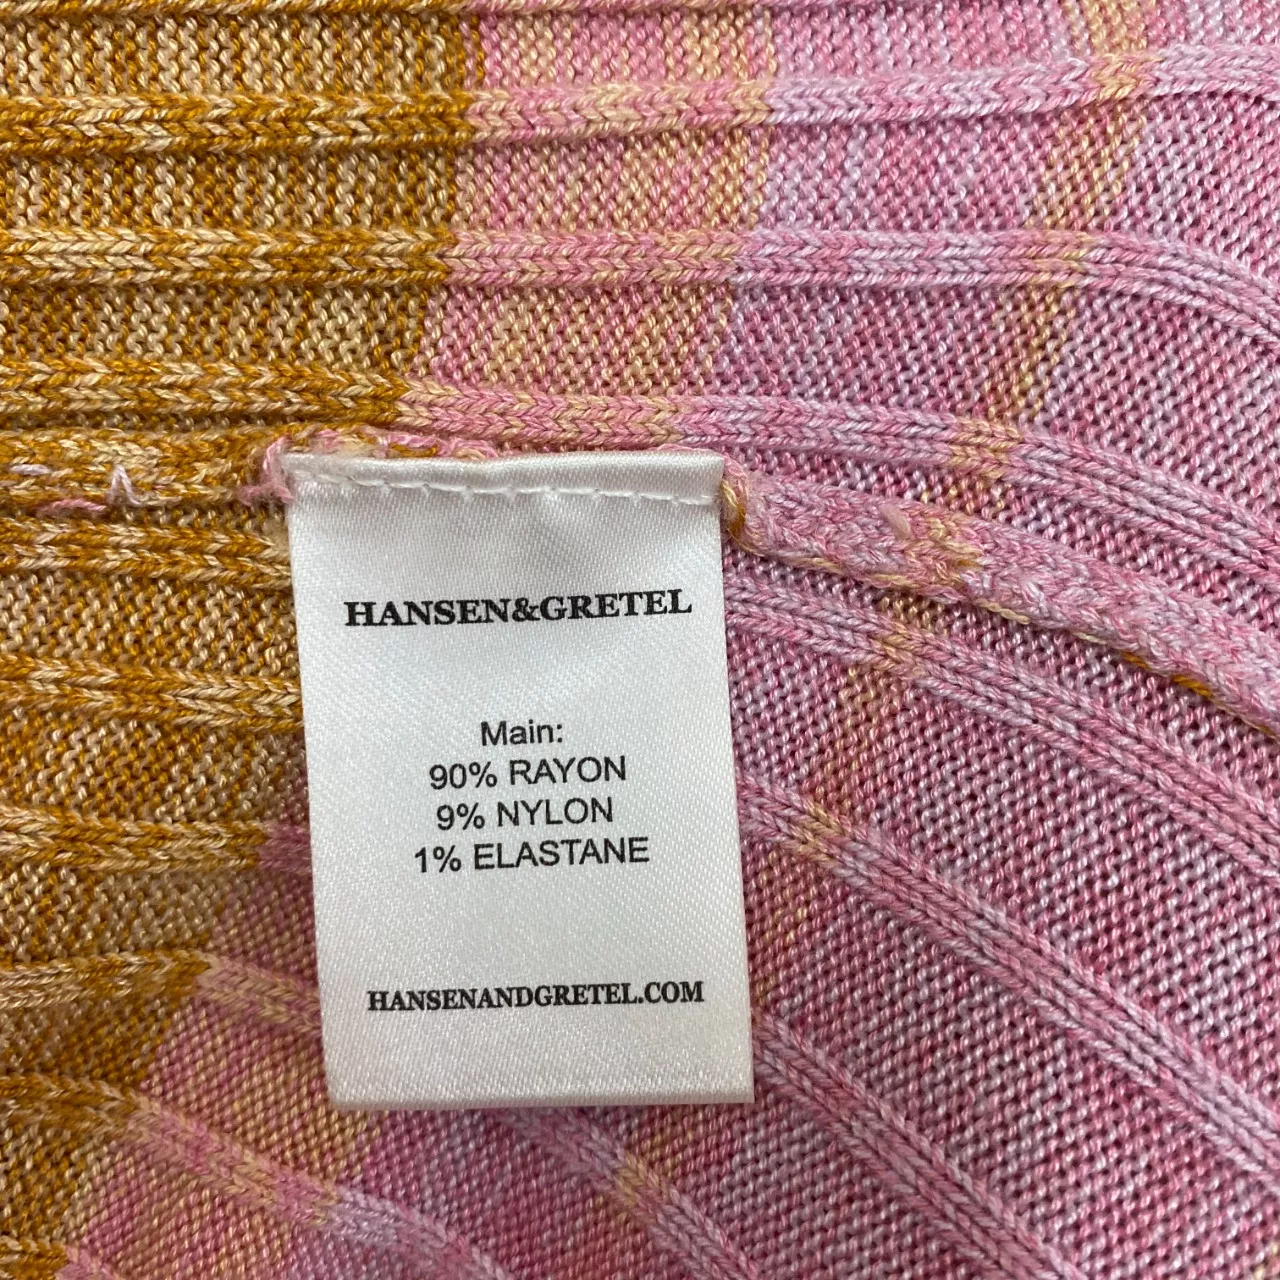 HANSEN&GRETEL
Main:
90% RAYON
9% NYLON
1% ELASTANE
HANSENANDGRETEL.COM